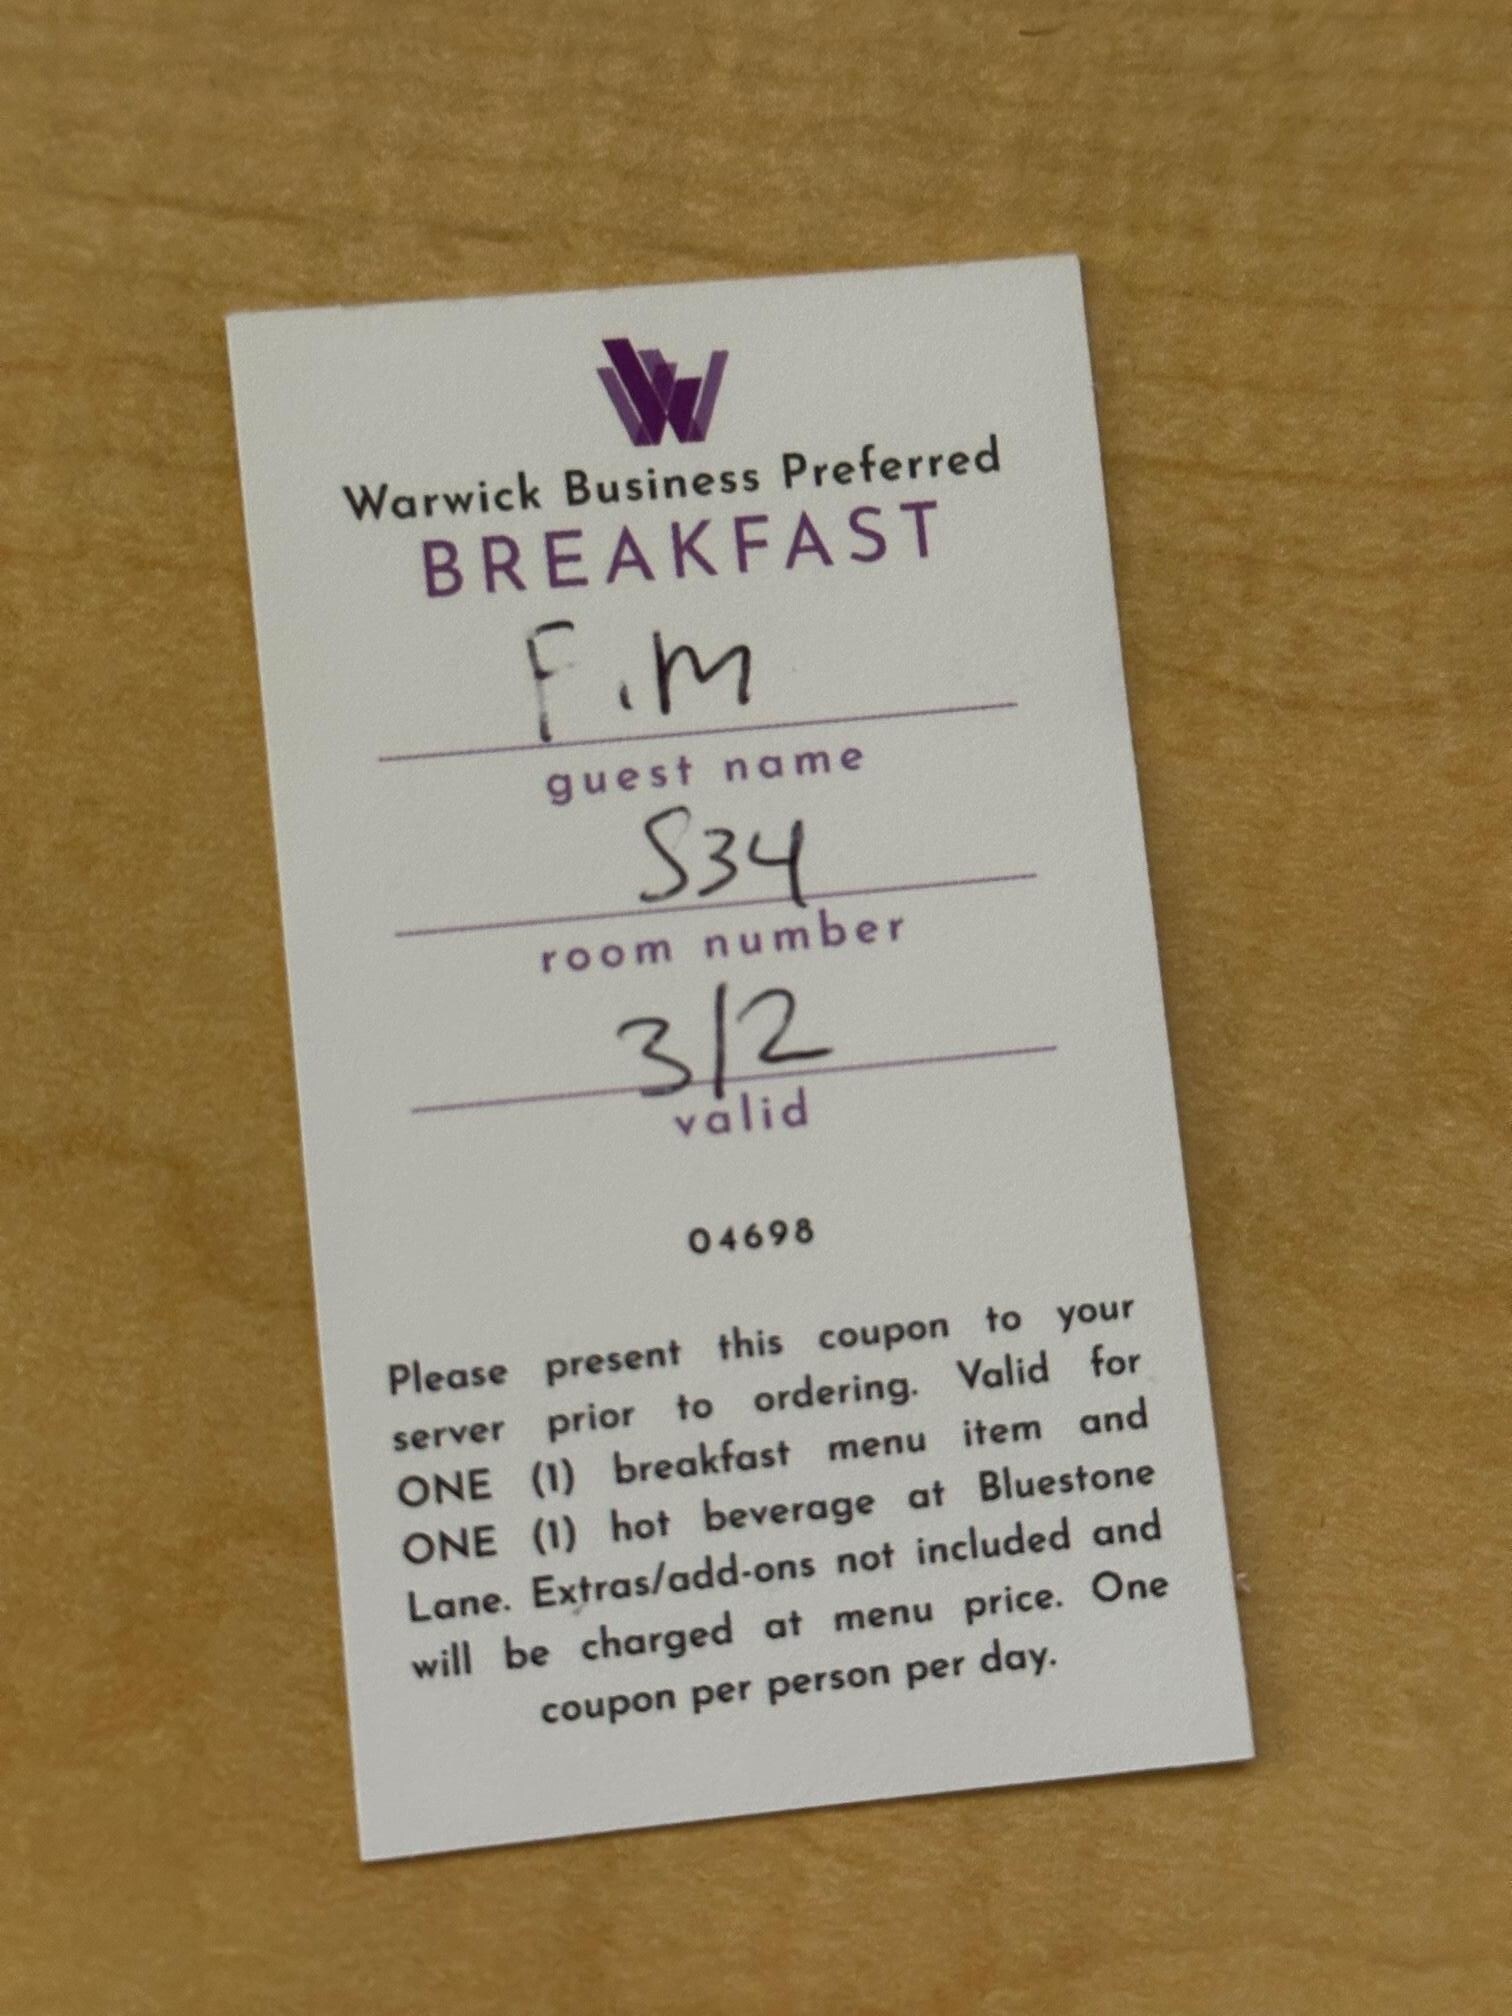 Warwick Business Preferred
BREAKFAST
F.M
guest name
534
room number
3/2
valid
04698
Please present this coupon to your
server prior to ordering. Valid for
ONE (1) breakfast menu item and
ONE (1) hot beverage at Bluestone
Lane. Extras/add-ons not included and
will be charged at menu price. One
coupon per person per day.